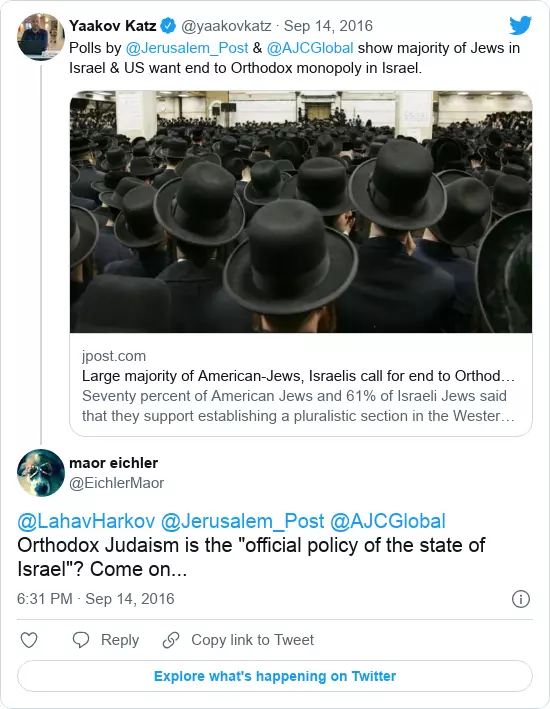 Yaakov Katz @yaakovkatz · Sep 14, 2016
Polls by @Jerusalem_Post & @AJCGlobal show majority of Jews in
Israel & US want end to Orthodox monopoly in Israel.
jpost.com
Large majority of American-Jews, Israelis call for end to Orthod…
Seventy percent of American Jews and 61% of Israeli Jews said
that they support establishing a pluralistic section in the Wester…
maor eichler
@EichlerMaor
@LahavHarkov @Jerusalem_Post @AJCGlobal
Orthodox Judaism is the "official policy of the state of
Israel"? Come on...
6:31 PM · Sep 14, 2016
Reply
Copy link to Tweet
Explore what's happening on Twitter